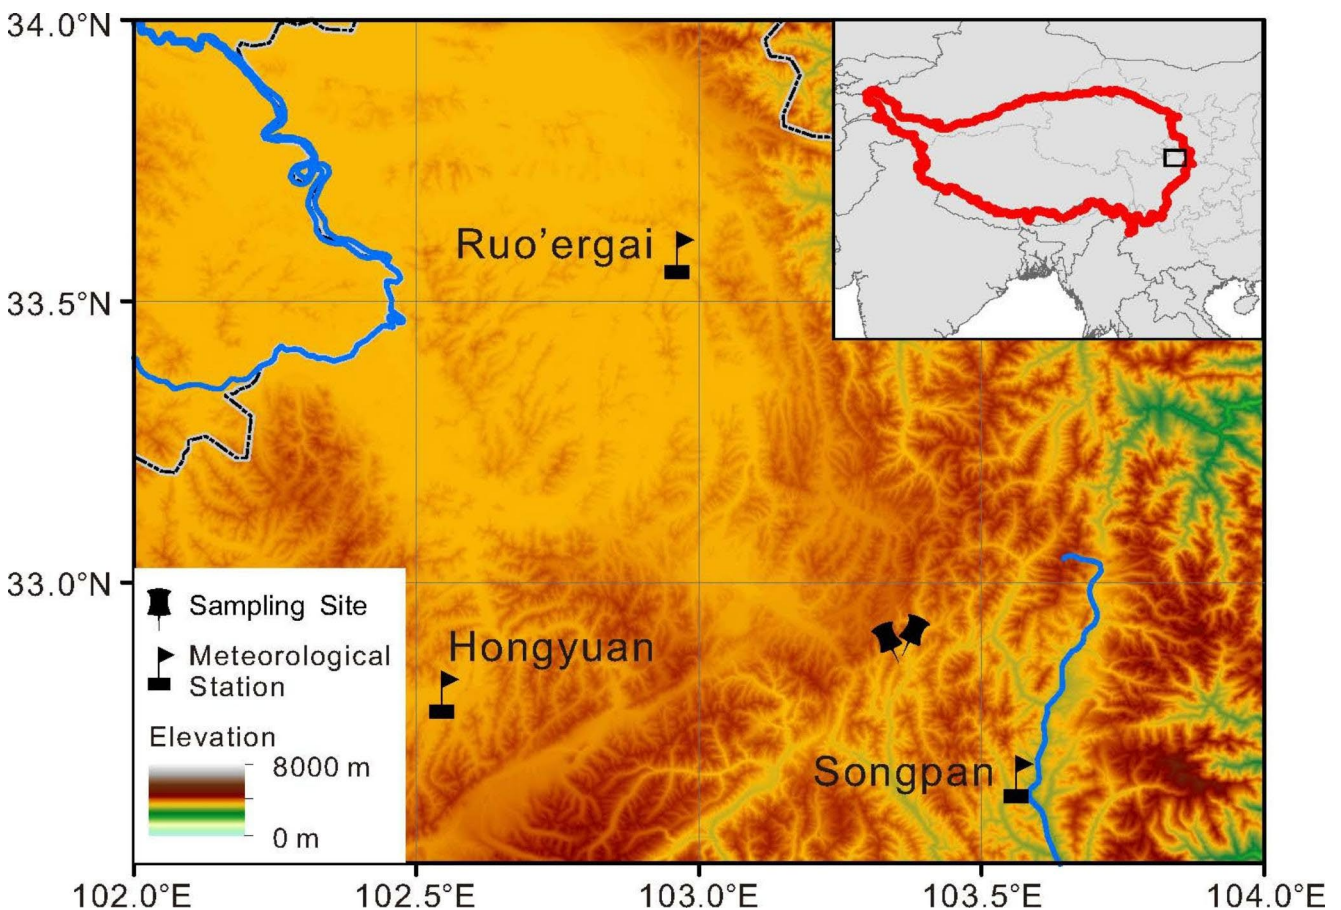 34.0°N
33.5°N
33.0°N
Ruo’ergai
Hongyuan
Songpan
Sampling Site
Meteorological
Station
Elevation
8000 m
0 m
102.0°E
102.5°E
103.0°E
103.5°E
104.0°E